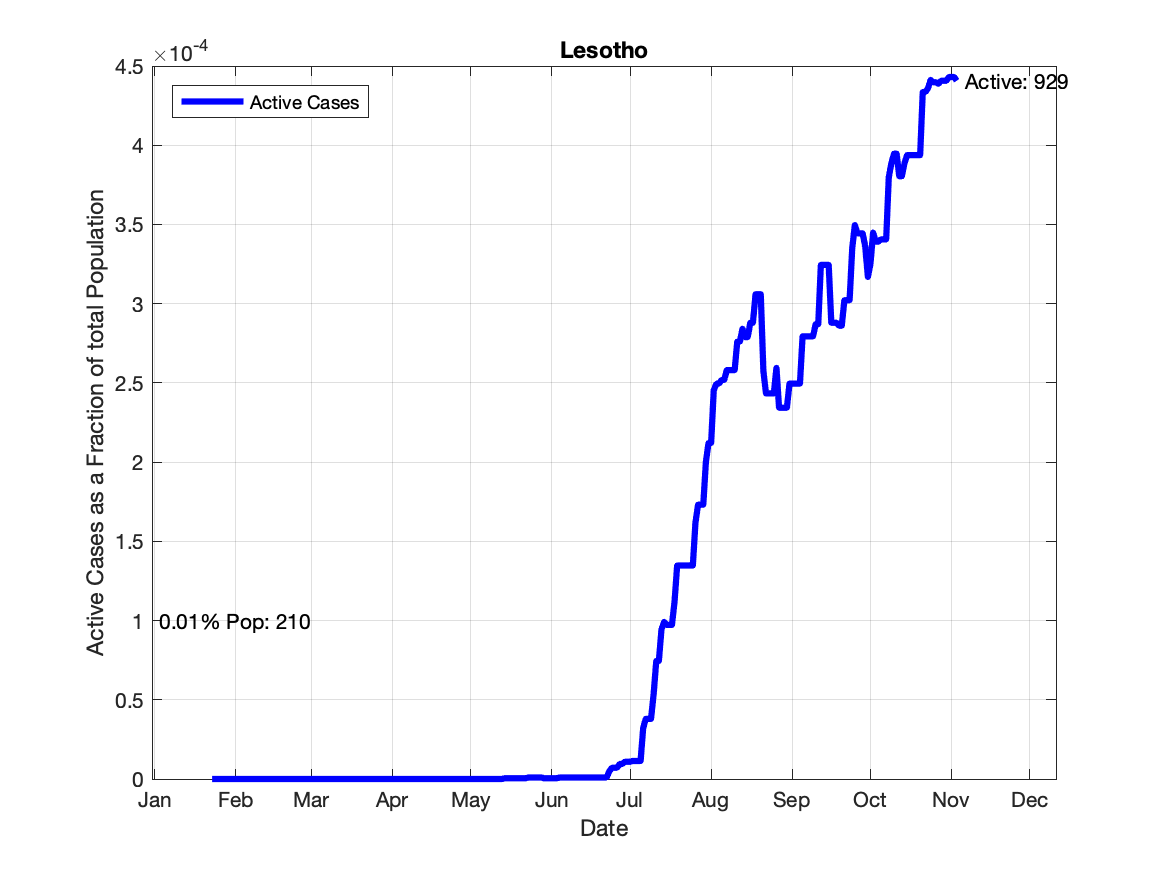 Lesotho
×10-4
Active Cases
Active: 929
0.01% Pop: 210
Active Cases as a Fraction of total Population
4.5
4
3.5
3
2.5
2
1.5
1
0.5
0
Jan Feb Mar Apr May Jun Jul Aug Sep Oct Nov Dec
Date